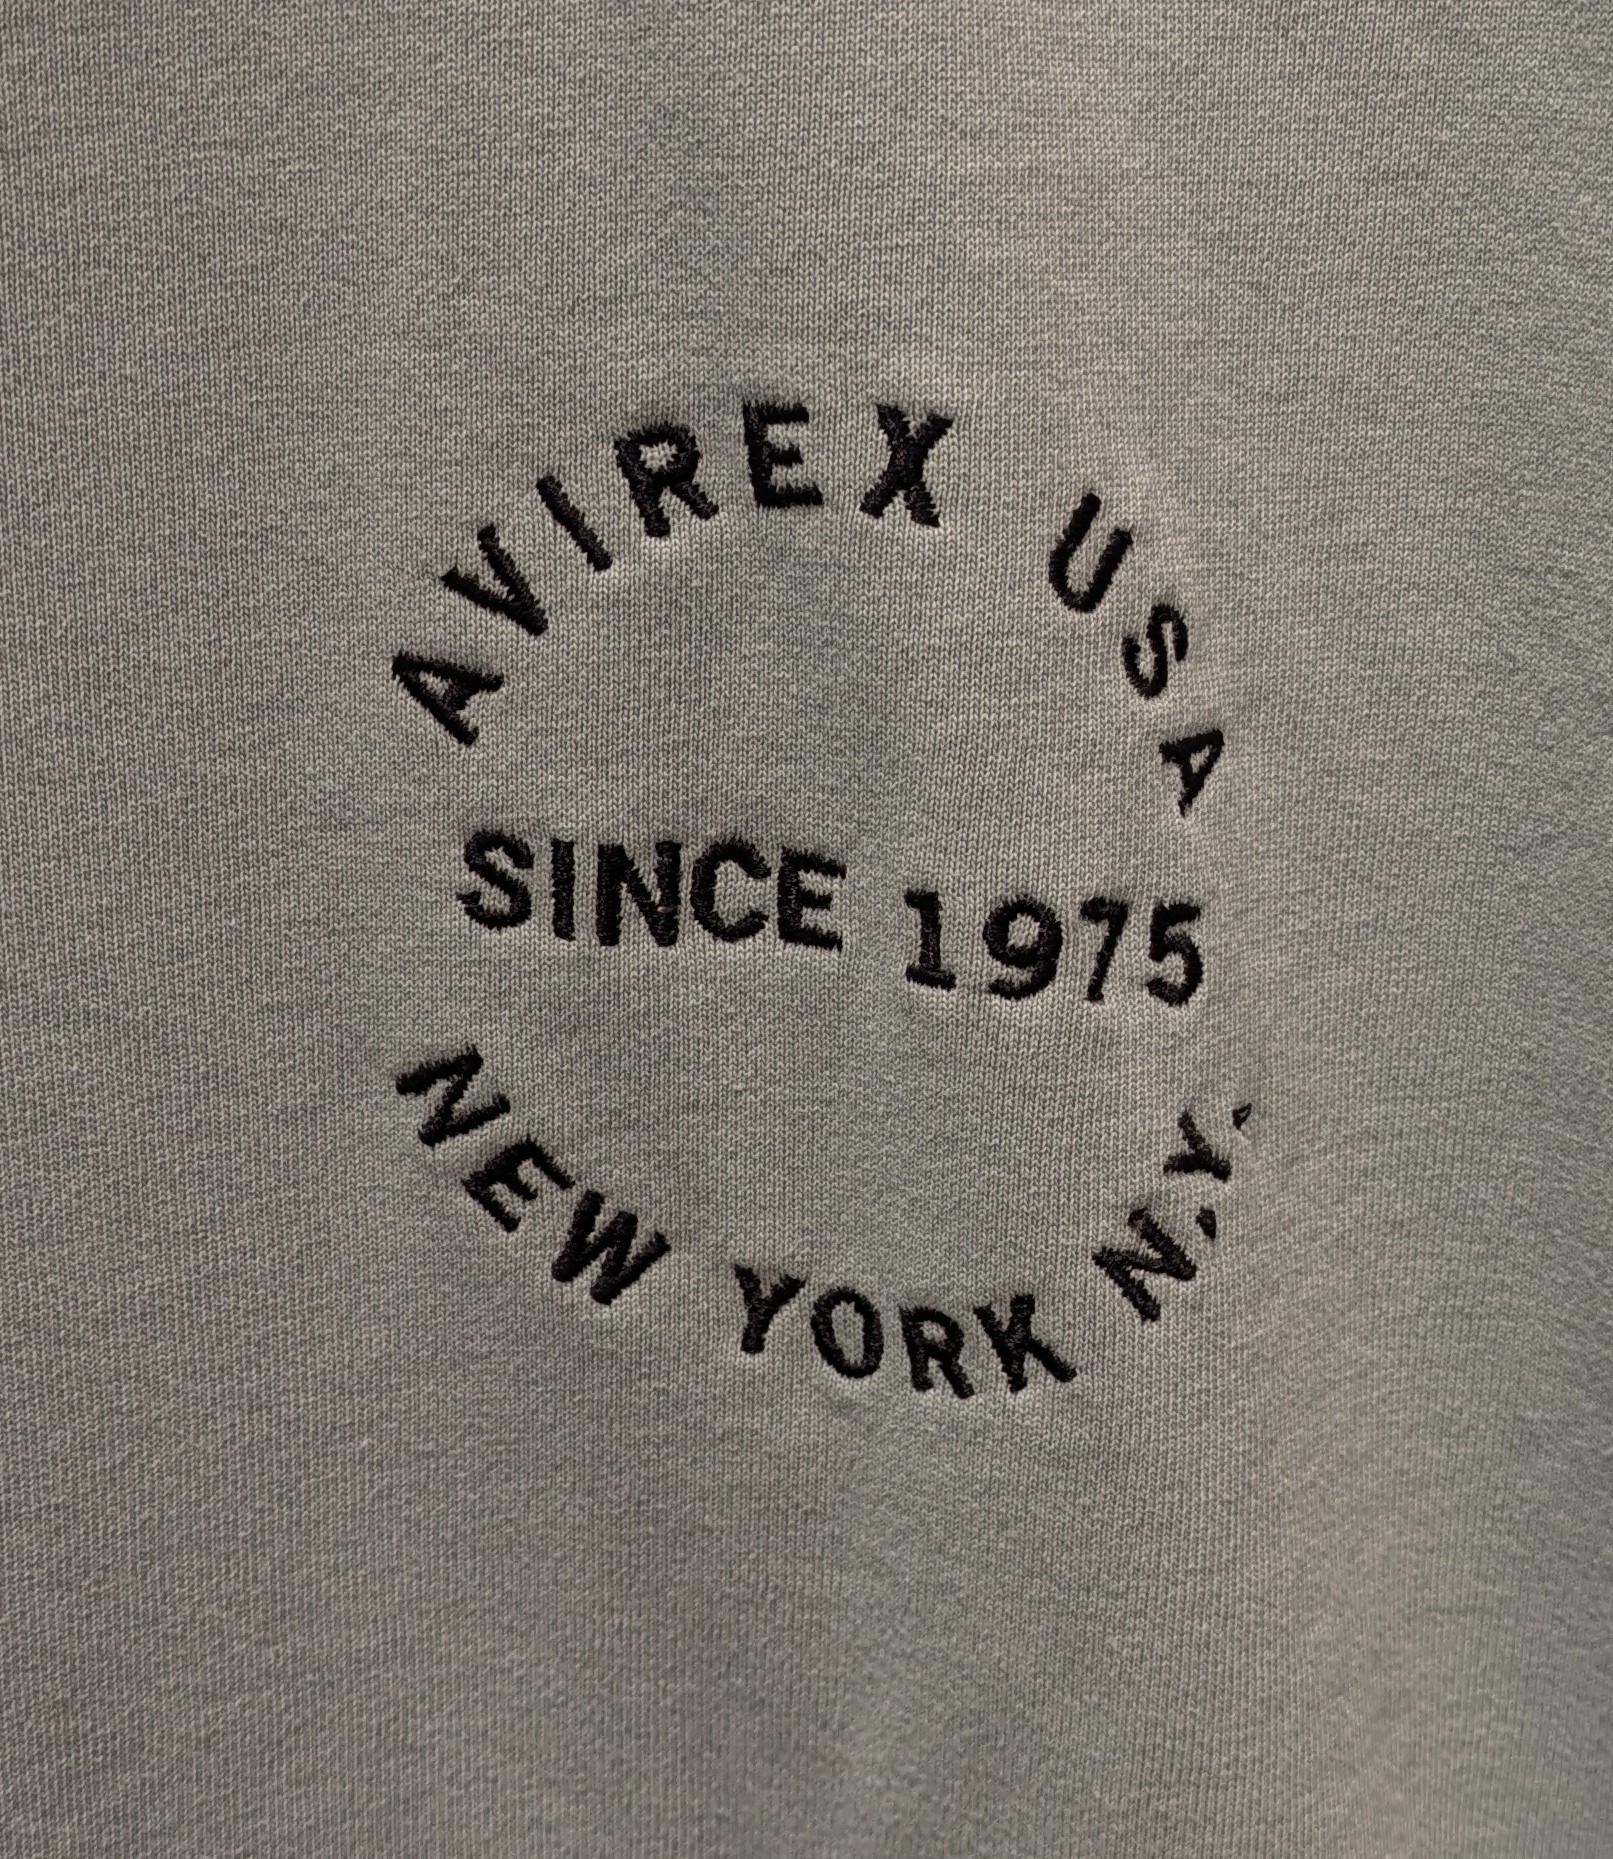 AVIREX USA
SINCE 1975
NEW YORK N.Y.